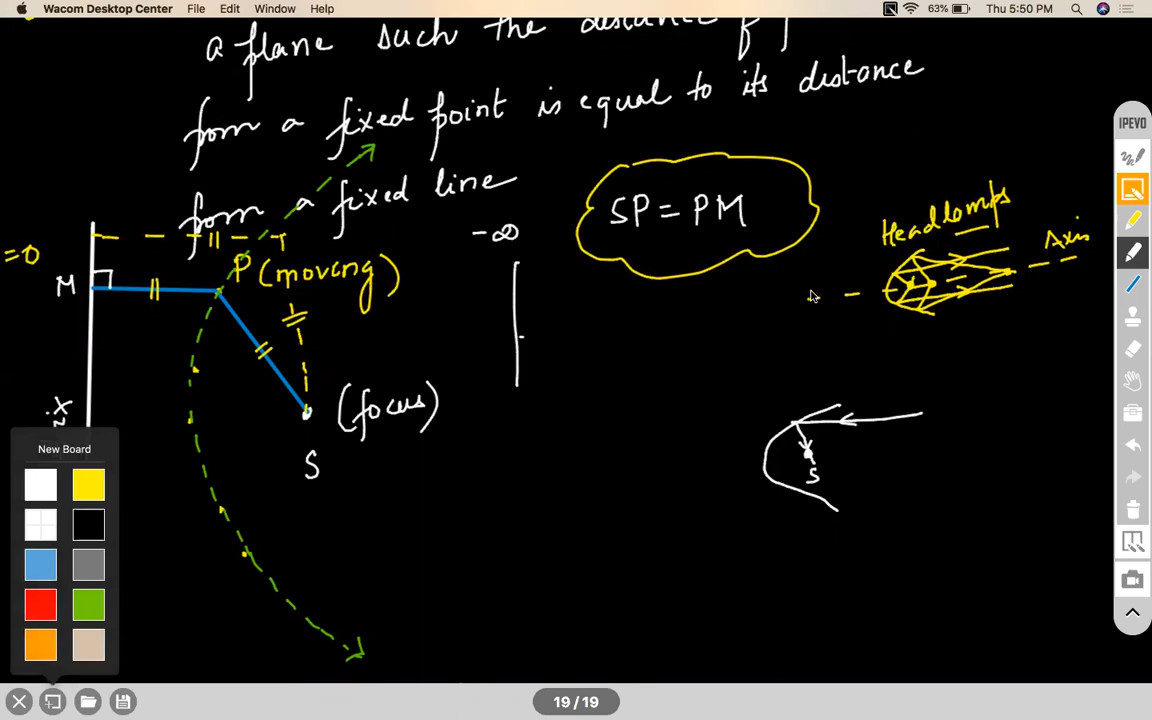 Wacom Desktop Center File Edit Window Help 63% Thu 5:50 PM
a plane such the distance of
from a fixed point is equal to its distance
from a fixed line
IPEVO
SP = PM
Headlamps
Axis
-∞
=0
M
P (moving)
(focus)
S
S
New Board
19 / 19